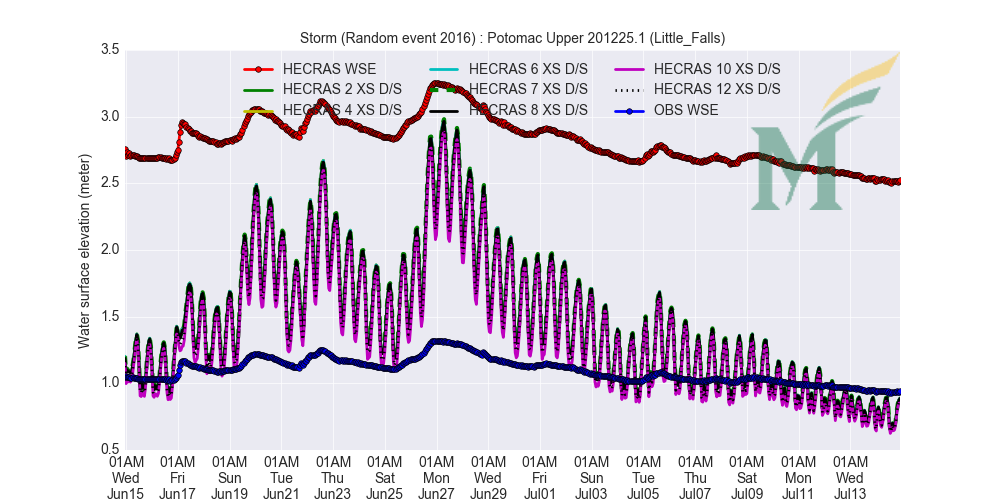 Storm (Random event 2016) : Potomac Upper 201225.1 (Little_Falls)
HECRAS WSE
HECRAS 2 XS D/S
HECRAS 4 XS D/S
HECRAS 6 XS D/S
HECRAS 7 XS D/S
HECRAS 8 XS D/S
HECRAS 10 XS D/S
HECRAS 12 XS D/S
OBS WSE
M
Water surface elevation (meter)
3.5
3.0
2.5
2.0
1.5
1.0
0.5
01AM 01AM 01AM 01AM 01AM 01AM 01AM 01AM 01AM 01AM 01AM 01AM 01AM 01AM 01AM
Wed Fri Sun Tue Thu Sat Mon Wed Fri Sun Tue Thu Sat Mon Wed
Jun15 Jun17 Jun19 Jun21 Jun23 Jun25 Jun27 Jun29 Jul01 Jul03 Jul05 Jul07 Jul09 Jul11 Jul13